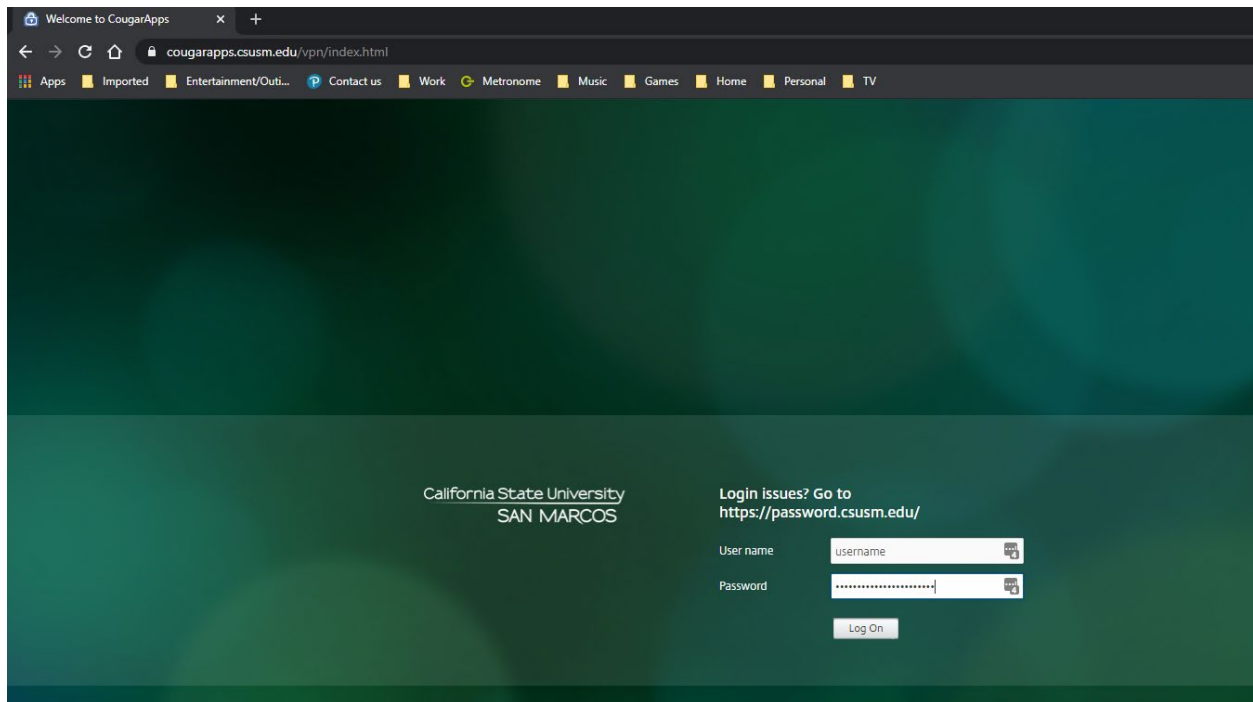 Welcome to CougarApps
cougarapps.csusm.edu/vpn/index.html
Apps Imported Entertainment/Outi... Contact us Work Metronome Music Games Home Personal TV
California State University
SAN MARCOS
Login issues? Go to
https://password.csusm.edu/
User name username
Password
Log On